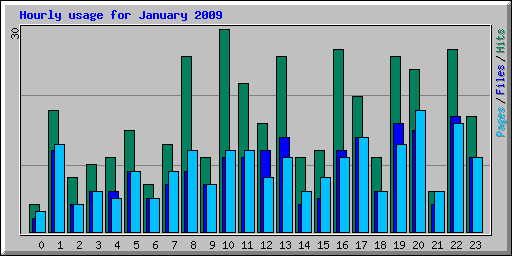 Hourly usage for January 2009
30
Pages/Files/Hits
0 1 2 3 4 5 6 7 8 9 10 11 12 13 14 15 16 17 18 19 20 21 22 23